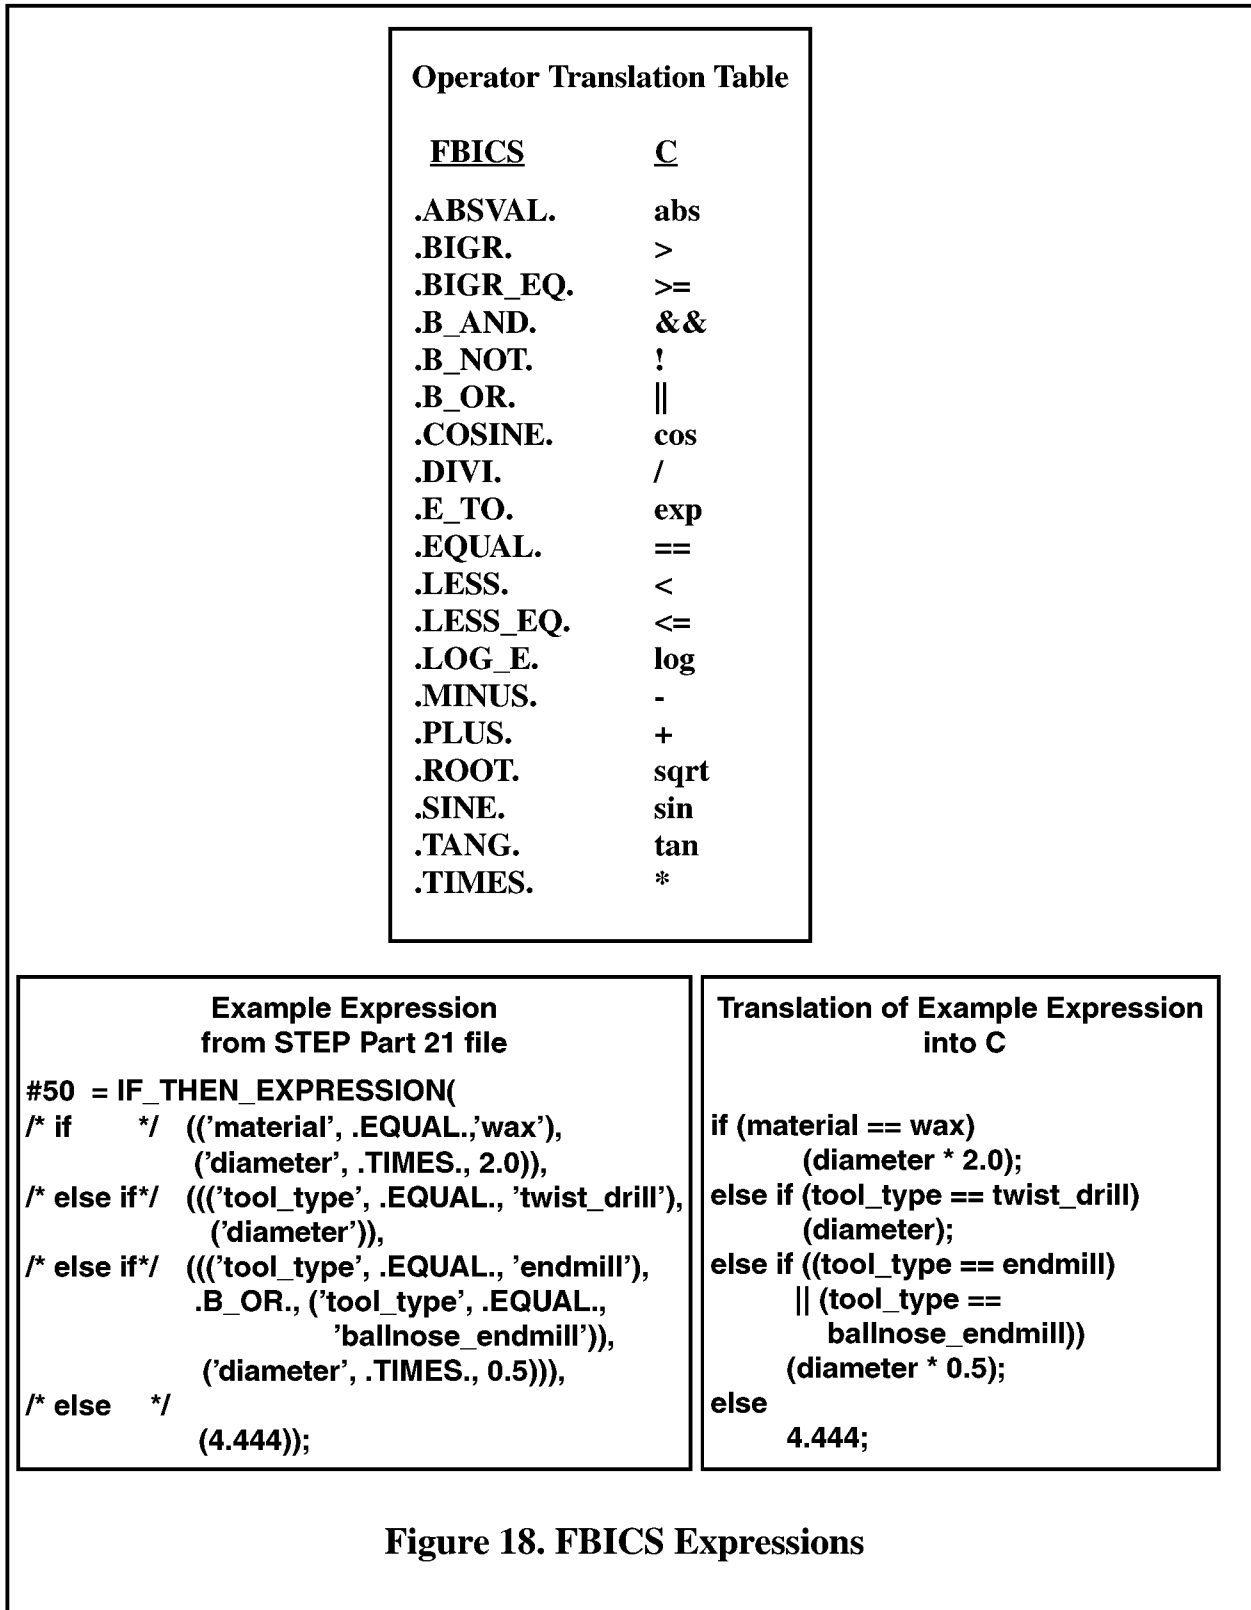 Operator Translation Table
FBICS C
.ABSVAL. abs
.BIGR. >
.BIGR_EQ. >=
.B_AND. &&
.B_NOT. !
.B_OR. ||
.COSINE. cos
.DIVI. /
.E_TO. exp
.EQUAL. ==
.LESS. <
.LESS_EQ. <=
.LOG_E. log
.MINUS. -
.PLUS. +
.ROOT. sqrt
.SINE. sin
.TANG. tan
.TIMES. *
Example Expression
from STEP Part 21 file
#50 = IF_THEN_EXPRESSION(
/* if */ (('material', .EQUAL.,'wax'),
('diameter', .TIMES., 2.0)),
/* else if*/ ((('tool_type', .EQUAL., 'twist_drill'),
('diameter')),
/* else if*/ ((('tool_type', .EQUAL., 'endmill'),
.B_OR., ('tool_type', .EQUAL.,
'ballnose_endmill')),
('diameter', .TIMES., 0.5))),
/* else */
(4.444));
Translation of Example Expression
into C
if (material == wax)
(diameter * 2.0);
else if (tool_type == twist_drill)
(diameter);
else if ((tool_type == endmill)
|| (tool_type ==
ballnose_endmill))
(diameter * 0.5);
else
4.444;
Figure 18. FBICS Expressions